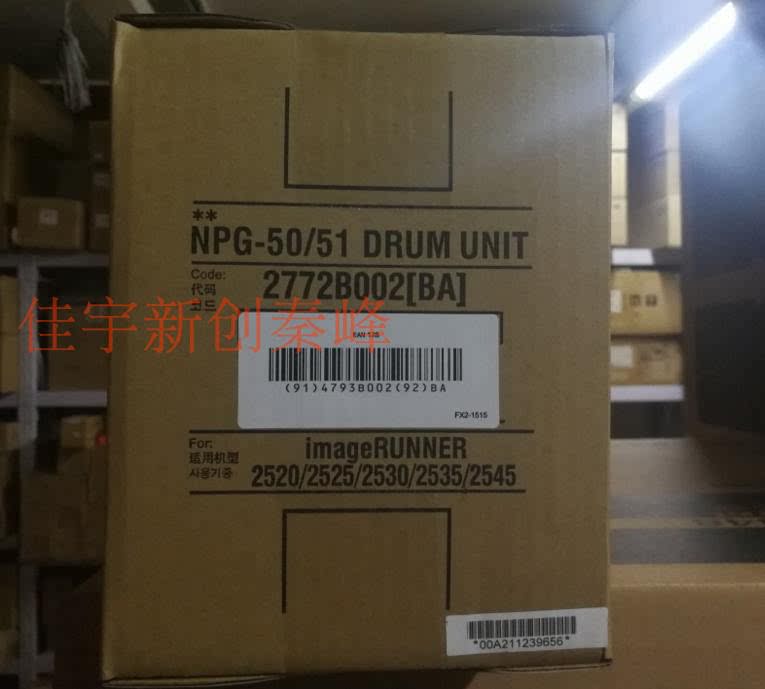 **
NPG-50/51 DRUM UNIT
Code:
代码
코드
2772B002[BA]
佳宇新创秦峰
(91)4793B002(92)BA
FX2-1515
For:
适用机型
사용기종
imageRUNNER
2520/2525/2530/2535/2545
*00A211239656*